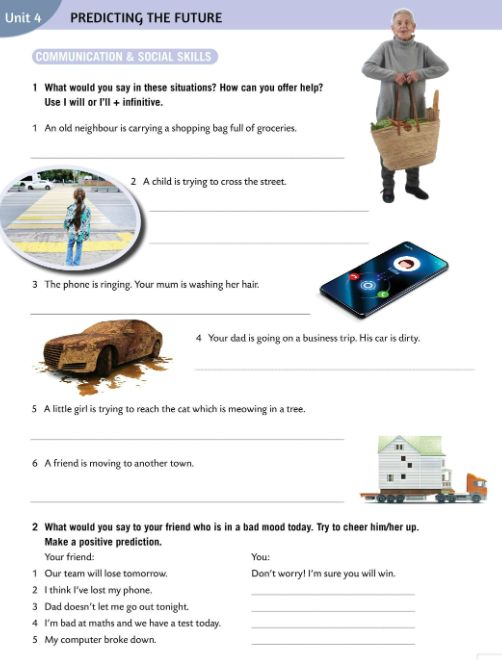 Unit 4
PREDICTING THE FUTURE
COMMUNICATION & SOCIAL SKILLS
1 What would you say in these situations? How can you offer help?
Use I will or I'll + infinitive.
1 An old neighbour is carrying a shopping bag full of groceries.
2 A child is trying to cross the street.
3 The phone is ringing. Your mum is washing her hair.
4 Your dad is going on a business trip. His car is dirty.
5 A little girl is trying to reach the cat which is meowing in a tree.
6 A friend is moving to another town.
2 What would you say to your friend who is in a bad mood today. Try to cheer him/her up.
Make a positive prediction.
Your friend: You:
1 Our team will lose tomorrow. Don't worry! I'm sure you will win.
2 I think I've lost my phone.
3 Dad doesn't let me go out tonight.
4 I'm bad at maths and we have a test today.
5 My computer broke down.